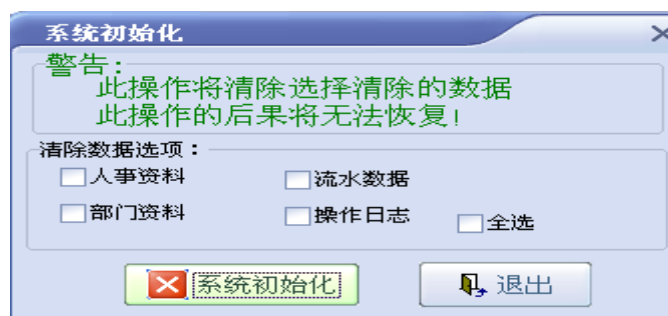 系统初始化
警告:
此操作将清除选择清除的数据
此操作的后果将无法恢复!
清除数据选项:
人事资料
流水数据
部门资料
操作日志
全选
系统初始化
退出